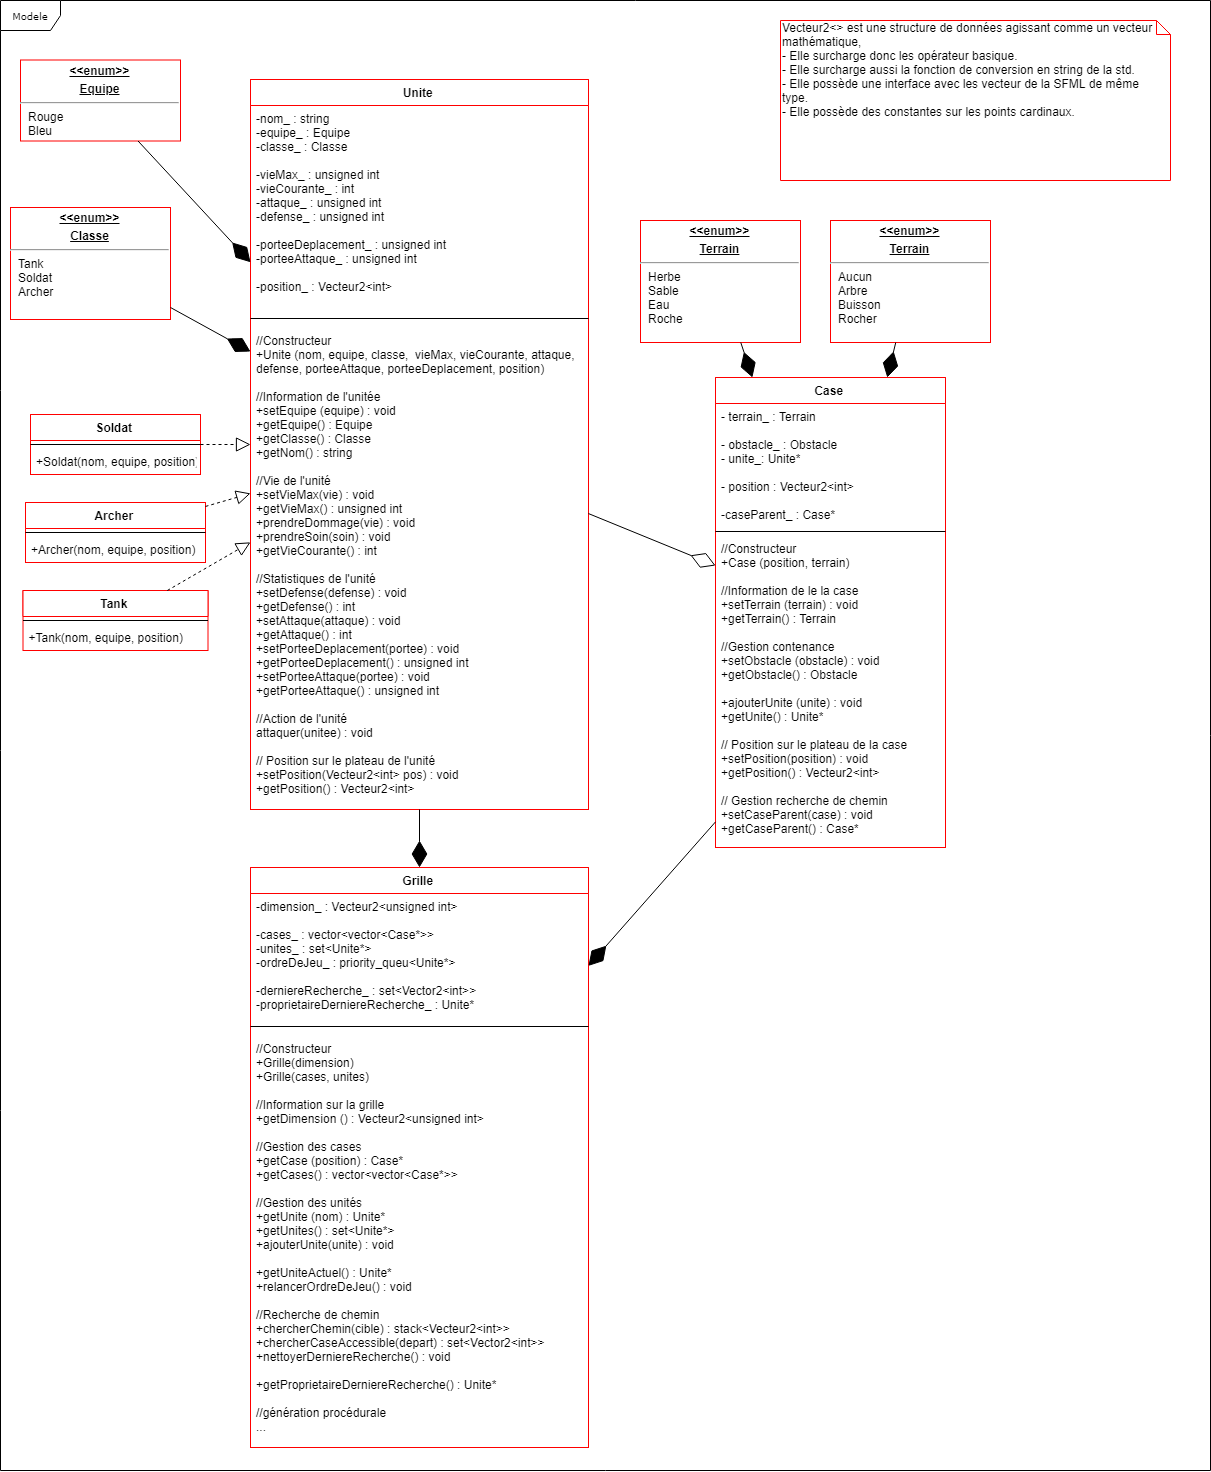 Modele
Vecteur2<> est une structure de données agissant comme un vecteur
mathématique,
- Elle surcharge donc les opérateur basique.
- Elle surcharge aussi la fonction de conversion en string de la std.
- Elle possède une interface avec les vecteur de la SFML de même
type.
- Elle possède des constantes sur les points cardinaux.
<<enum>>
Equipe
Rouge
Bleu
<<enum>>
Classe
Tank
Soldat
Archer
Unite
-nom_ : string
-equipe_ : Equipe
-classe_ : Classe
-vieMax_ : unsigned int
-vieCourante_ : int
-attaque_ : unsigned int
-defense_ : unsigned int
-porteeDeplacement_ : unsigned int
-porteeAttaque_ : unsigned int
-position_ : Vecteur2<int>
//Constructeur
+Unite (nom, equipe, classe,  vieMax, vieCourante, attaque,
defense, porteeAttaque, porteeDeplacement, position)
//Information de l'unitée
+setEquipe (equipe) : void
+getEquipe() : Equipe
+getClasse() : Classe
+getNom() : string
//Vie de l'unité
+setVieMax(vie) : void
+getVieMax() : unsigned int
+prendreDommage(vie) : void
+prendreSoin(soin) : void
+getVieCourante() : int
//Statistiques de l'unité
+setDefense(defense) : void
+getDefense() : int
+setAttaque(attaque) : void
+getAttaque() : int
+setPorteeDeplacement(portee) : void
+getPorteeDeplacement() : unsigned int
+setPorteeAttaque(portee) : void
+getPorteeAttaque() : unsigned int
//Action de l'unité
attaquer(unitee) : void
// Position sur le plateau de l'unité
+setPosition(Vecteur2<int> pos) : void
+getPosition() : Vecteur2<int>
Soldat
+Soldat(nom, equipe, position)
Archer
+Archer(nom, equipe, position)
Tank
+Tank(nom, equipe, position)
<<enum>>
Terrain
Herbe
Sable
Eau
Roche
<<enum>>
Terrain
Aucun
Arbre
Buisson
Rocher
Case
- terrain_ : Terrain
- obstacle_ : Obstacle
- unite_: Unite*
- position : Vecteur2<int>
-caseParent_ : Case*
//Constructeur
+Case (position, terrain)
//Information de le la case
+setTerrain (terrain) : void
+getTerrain() : Terrain
//Gestion contenance
+setObstacle (obstacle) : void
+getObstacle() : Obstacle
+ajouterUnite (unite) : void
+getUnite() : Unite*
// Position sur le plateau de la case
+setPosition(position) : void
+getPosition() : Vecteur2<int>
// Gestion recherche de chemin
+setCaseParent(case) : void
+getCaseParent() : Case*
Grille
-dimension_ : Vecteur2<unsigned int>
-cases_ : vector<vector<Case*>>
-unites_ : set<Unite*>
-ordreDeJeu_ : priority_queu<Unite*>
-derniereRecherche_ : set<Vector2<int>>
-proprietaireDerniereRecherche_ : Unite*
//Constructeur
+Grille(dimension)
+Grille(cases, unites)
//Information sur la grille
+getDimension () : Vecteur2<unsigned int>
//Gestion des cases
+getCase (position) : Case*
+getCases() : vector<vector<Case*>>
//Gestion des unités
+getUnite (nom) : Unite*
+getUnites() : set<Unite*>
+ajouterUnite(unite) : void
+getUniteActuel() : Unite*
+relancerOrdreDeJeu() : void
//Recherche de chemin
+chercherChemin(cible) : stack<Vecteur2<int>>
+chercherCaseAccessible(depart) : set<Vector2<int>>
+nettoyerDerniereRecherche() : void
+getProprietaireDerniereRecherche() : Unite*
//génération procédurale
...